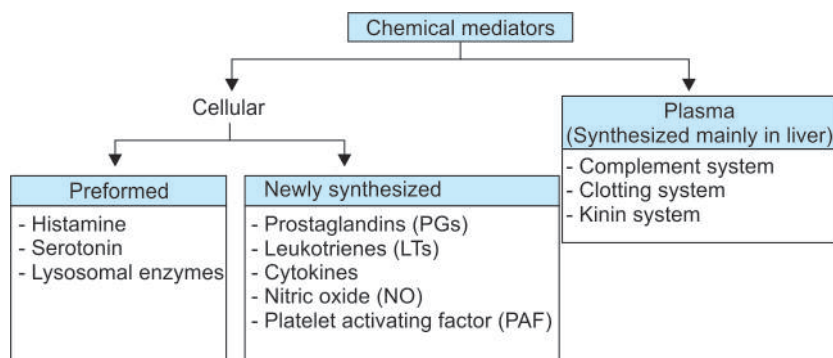 Chemical mediators
Cellular
Plasma
(Synthesized mainly in liver)
- Complement system
- Clotting system
- Kinin system
Preformed
- Histamine
- Serotonin
- Lysosomal enzymes
Newly synthesized
- Prostaglandins (PGs)
- Leukotrienes (LTs)
- Cytokines
- Nitric oxide (NO)
- Platelet activating factor (PAF)